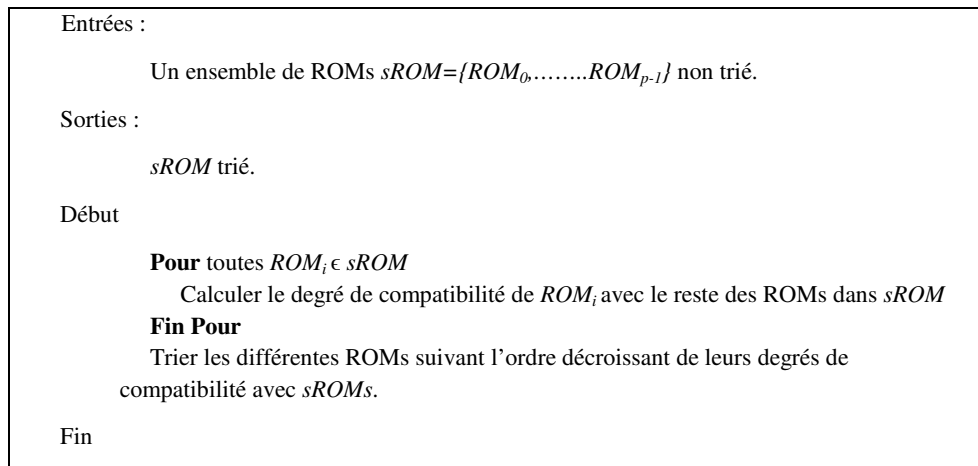 Entrées :
Un ensemble de ROMs sROM={ROM0,……..ROMp-1} non trié.
Sorties :
sROM trié.
Début
Pour toutes ROMi ϵ sROM
Calculer le degré de compatibilité de ROMi avec le reste des ROMs dans sROM
Fin Pour
Trier les différentes ROMs suivant l’ordre décroissant de leurs degrés de
compatibilité avec sROMs.
Fin